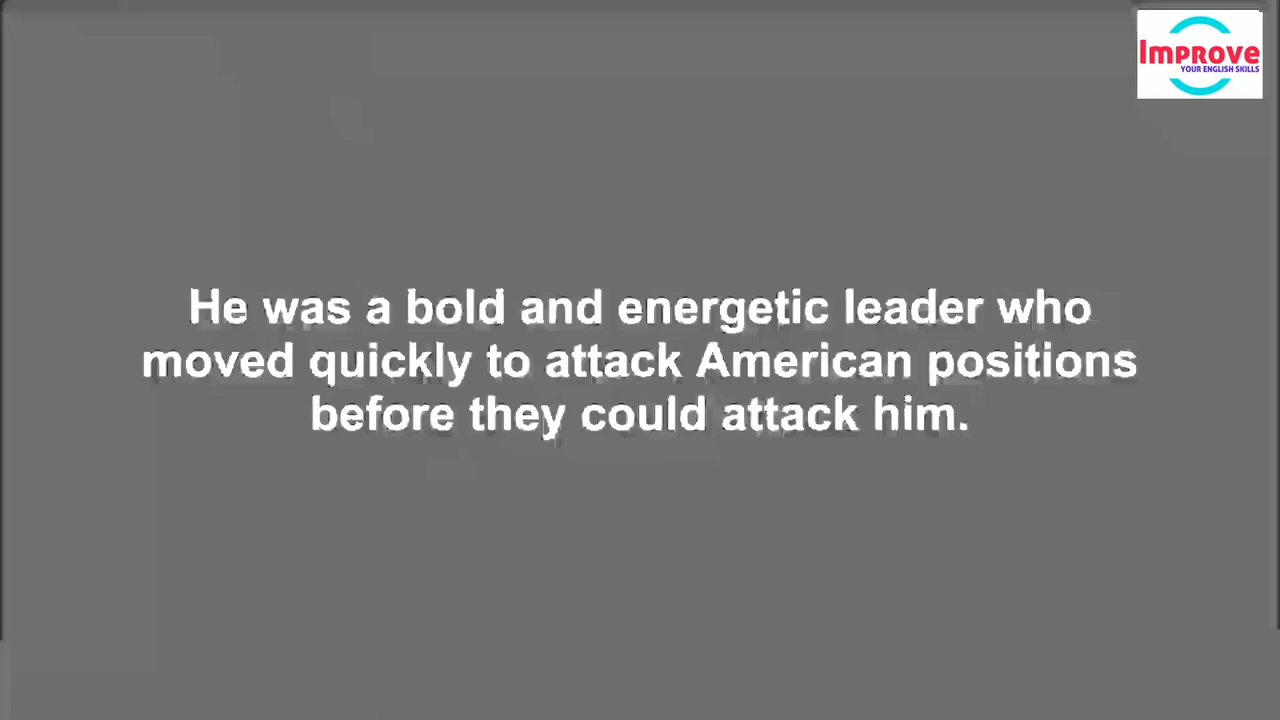 Improve
YOUR ENGLISH SKILLS
He was a bold and energetic leader who
moved quickly to attack American positions
before they could attack him.